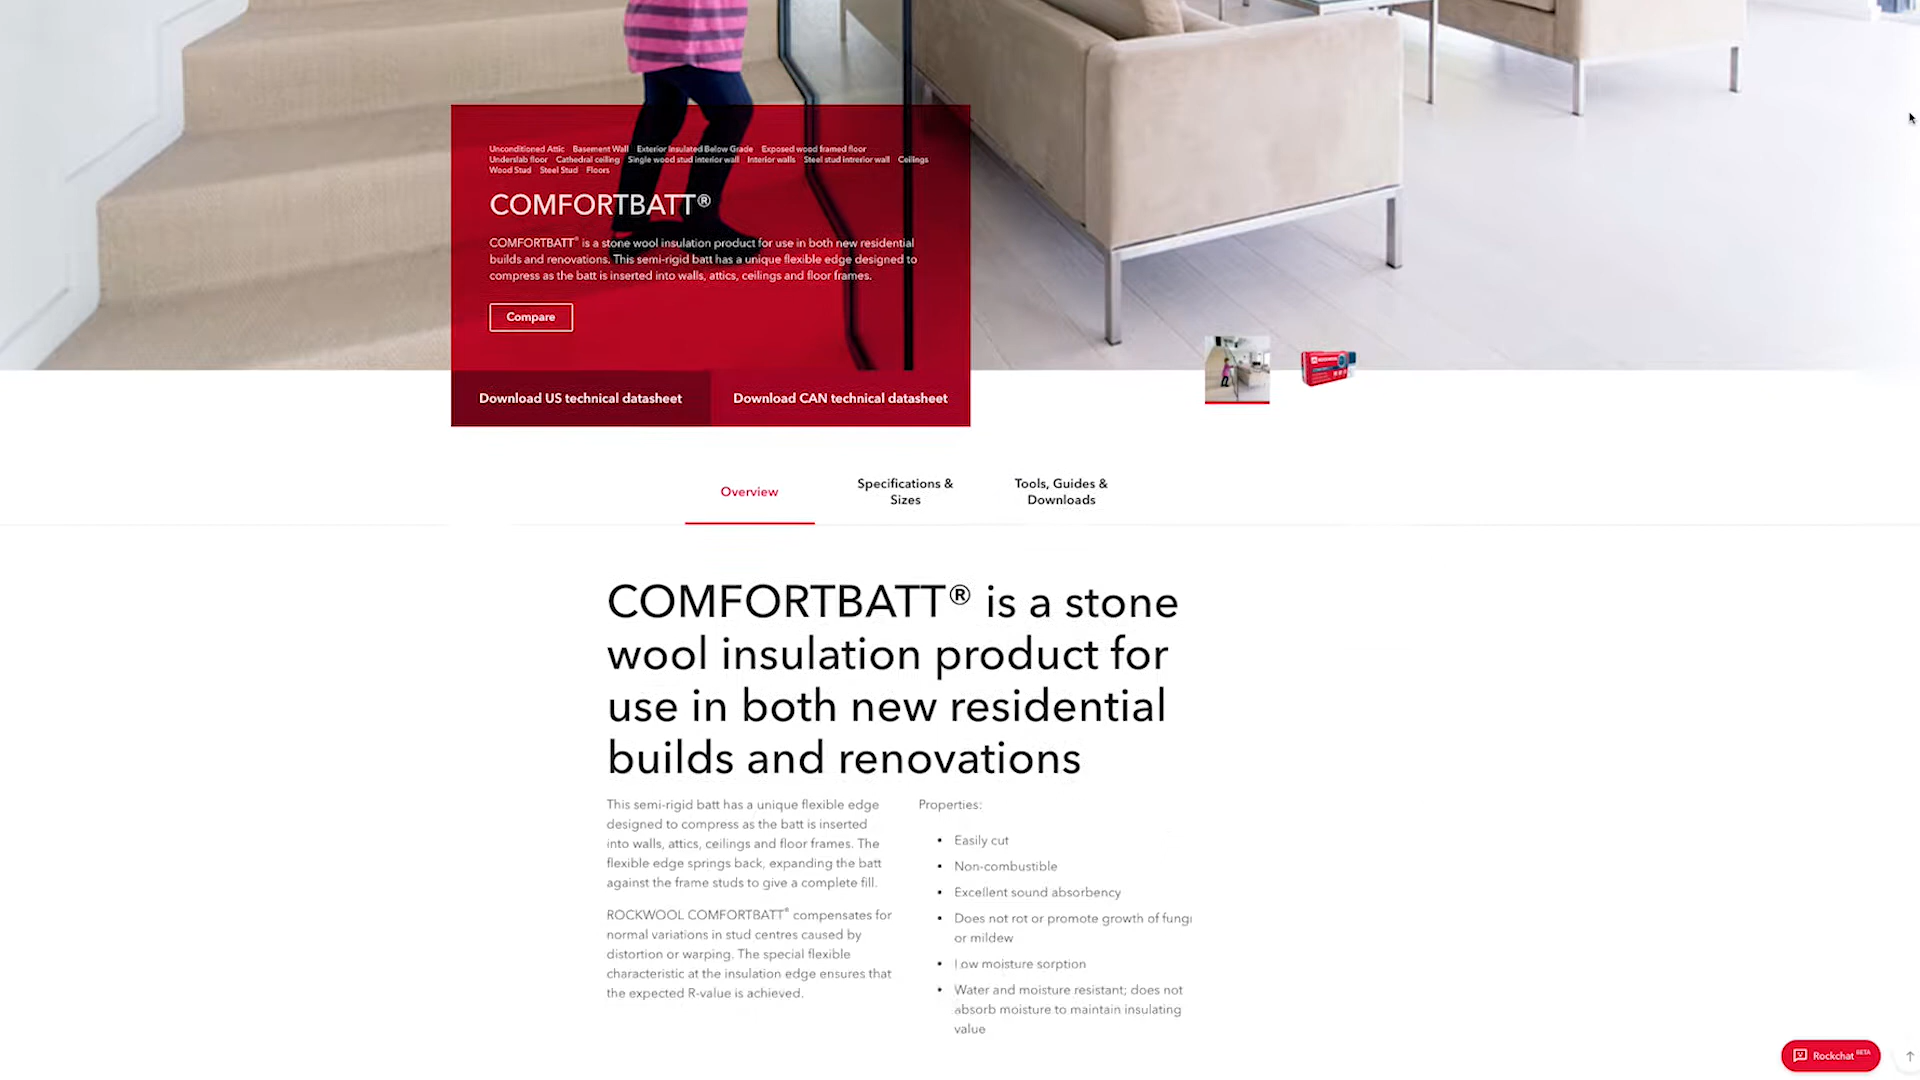 Unconditioned Attic Basement Wall Exterior Insulated Below Grade Exposed wood framed floor
Underslab floor Cathedral ceiling Single wood stud interior wall Interior walls Steel stud intrerior wall Ceilings
Wood Stud Steel Stud Floors
COMFORTBATT®
COMFORTBATT® is a stone wool insulation product for use in both new residential
builds and renovations. This semi-rigid batt has a unique flexible edge designed to
compress as the batt is inserted into walls, attics, ceilings and floor frames.
Compare
Download US technical datasheet Download CAN technical datasheet
Overview
Specifications &
Sizes
Tools, Guides &
Downloads
COMFORTBATT® is a stone
wool insulation product for
use in both new residential
builds and renovations
This semi-rigid batt has a unique flexible edge
designed to compress as the batt is inserted
into walls, attics, ceilings and floor frames. The
flexible edge springs back, expanding the batt
against the frame studs to give a complete fill.
ROCKWOOL COMFORTBATT® compensates for
normal variations in stud centres caused by
distortion or warping. The special flexible
characteristic at the insulation edge ensures that
the expected R-value is achieved.
Properties:
• Easily cut
• Non-combustible
• Excellent sound absorbency
• Does not rot or promote growth of fungi
or mildew
• Low moisture sorption
• Water and moisture resistant; does not
absorb moisture to maintain insulating
value
Rockchat BETA